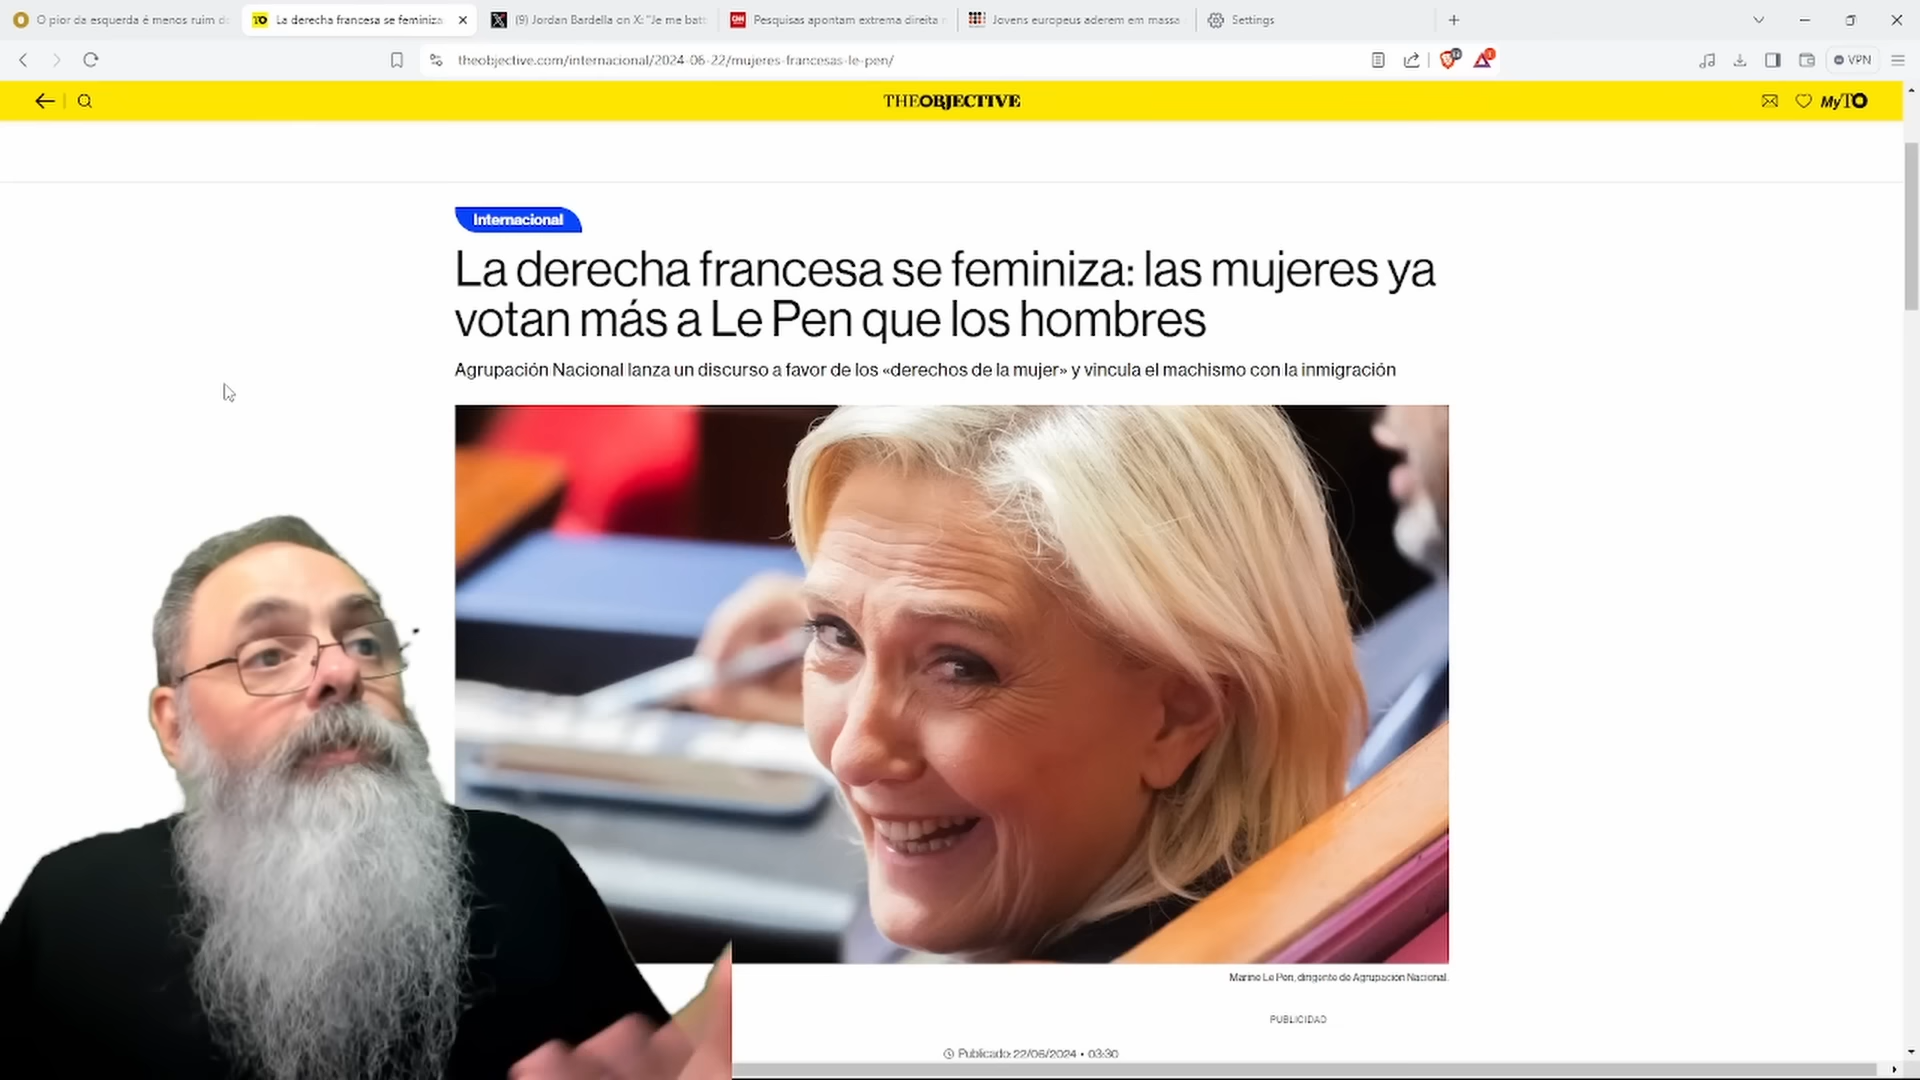 O pior da esquerda é menos ruim d
La derecha francesa se feminiza
(9) Jordan Bardella on X: "Je me batt
Pesquisas apontam extrema direita
Jovens europeus aderem em massa
Settings
theobjective.com/internacional/2024-06-22/mujeres-francesas-le-pen/
VPN
THEOBJECTIVE
MyTO
Internacional
La derecha francesa se feminiza: las mujeres ya
votan más a Le Pen que los hombres
Agrupación Nacional lanza un discurso a favor de los «derechos de la mujer» y vincula el machismo con la inmigración
Marine Le Pen, dirigente de Agrupación Nacional.
PUBLICIDAD
Publicado: 22/06/2024 • 03:30